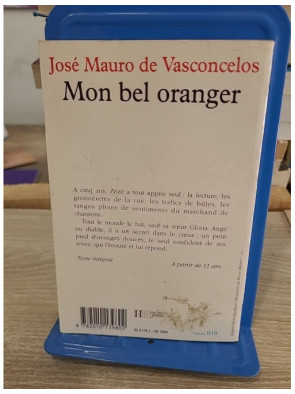 José Mauro de Vasconcelos
Mon bel oranger
A cinq ans, Zézé a tout appris seul : la lecture, les
grossièretés de la rue, les trafics de billes, les
tangos pleins de sentiments du marchand de
chansons.
Tout le monde le bat, sauf sa sœur Gloria. Ange
ou diable, il a un secret dans le cœur : un petit
pied d'oranges douces, le seul confident de ses
rêves, qui l'écoute et lui répond.
Texte intégral
A partir de 11 ans